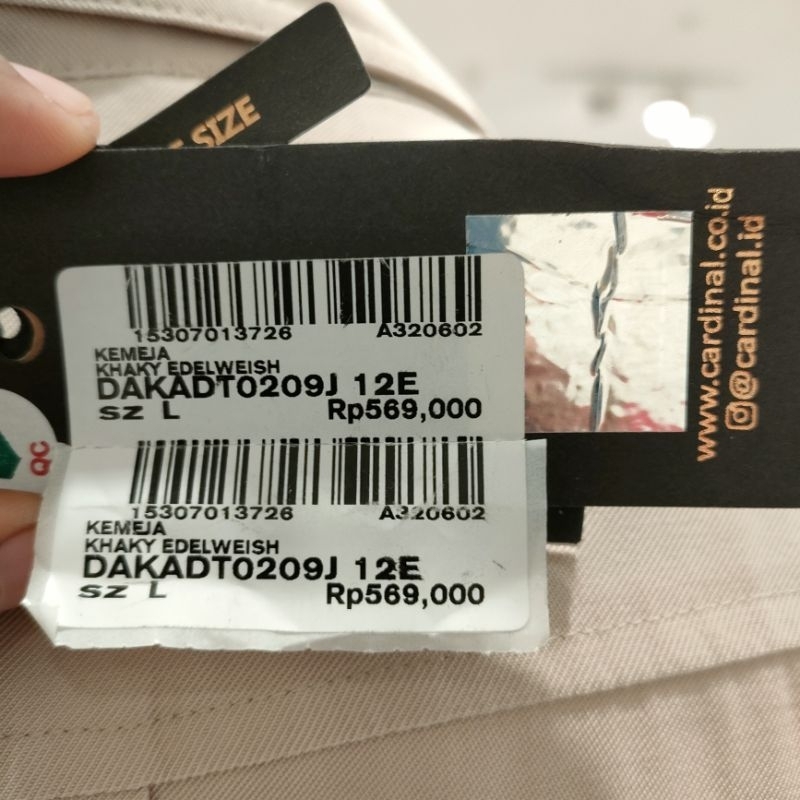 SIZE
15307013726 A320602
KEMEJA
KHAKY EDELWEISH
DAKADT0209J 12E
SZ L Rp569,000
15307013726 A320602
KEMEJA
KHAKY EDELWEISH
DAKADT0209J 12E
SZ L Rp569,000
www.cardinal.co.id
@cardinal.id
QC